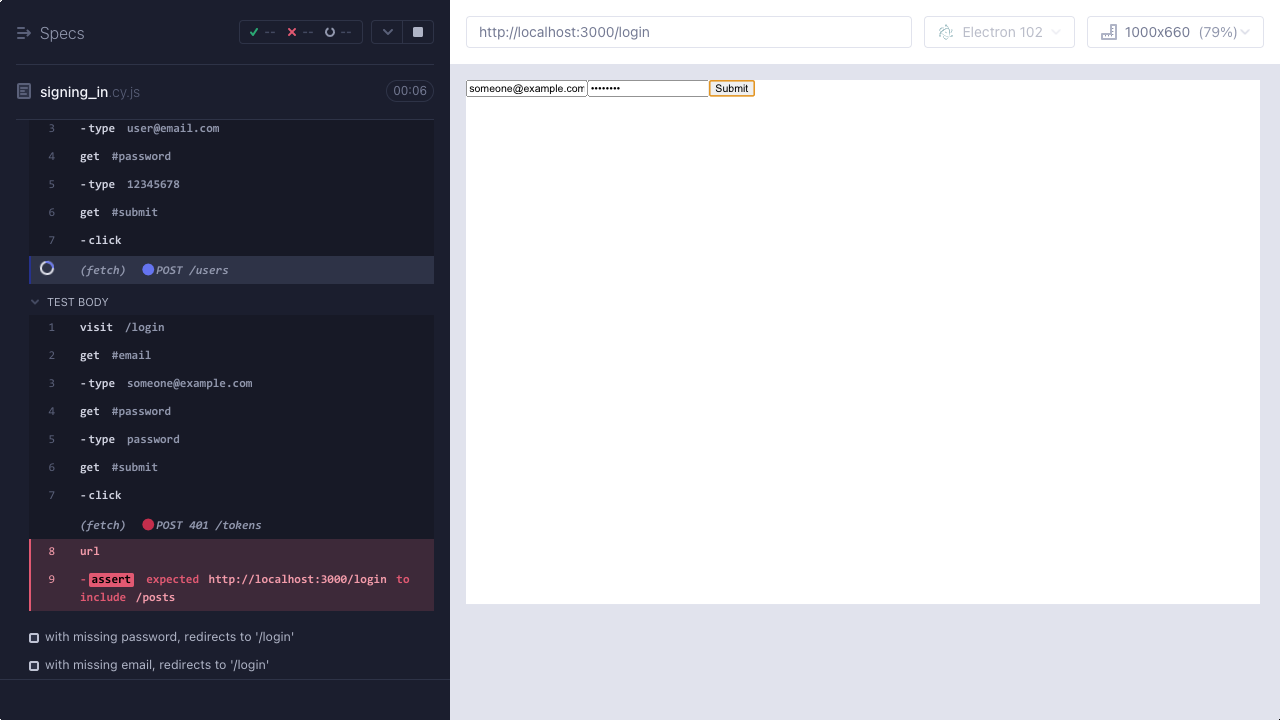 Specs
--
--
--
signing_in.cy.js
00:06
3 -type user@email.com
4 get #password
5 -type 12345678
6 get #submit
7 -click
(fetch) POST /users
TEST BODY
1 visit /login
2 get #email
3 -type someone@example.com
4 get #password
5 -type password
6 get #submit
7 -click
(fetch) POST 401 /tokens
8 url
9 -assert expected http://localhost:3000/login to
include /posts
with missing password, redirects to '/login'
with missing email, redirects to '/login'
http://localhost:3000/login
Electron 102
1000x660 (79%)
someone@example.com
••••••••
Submit